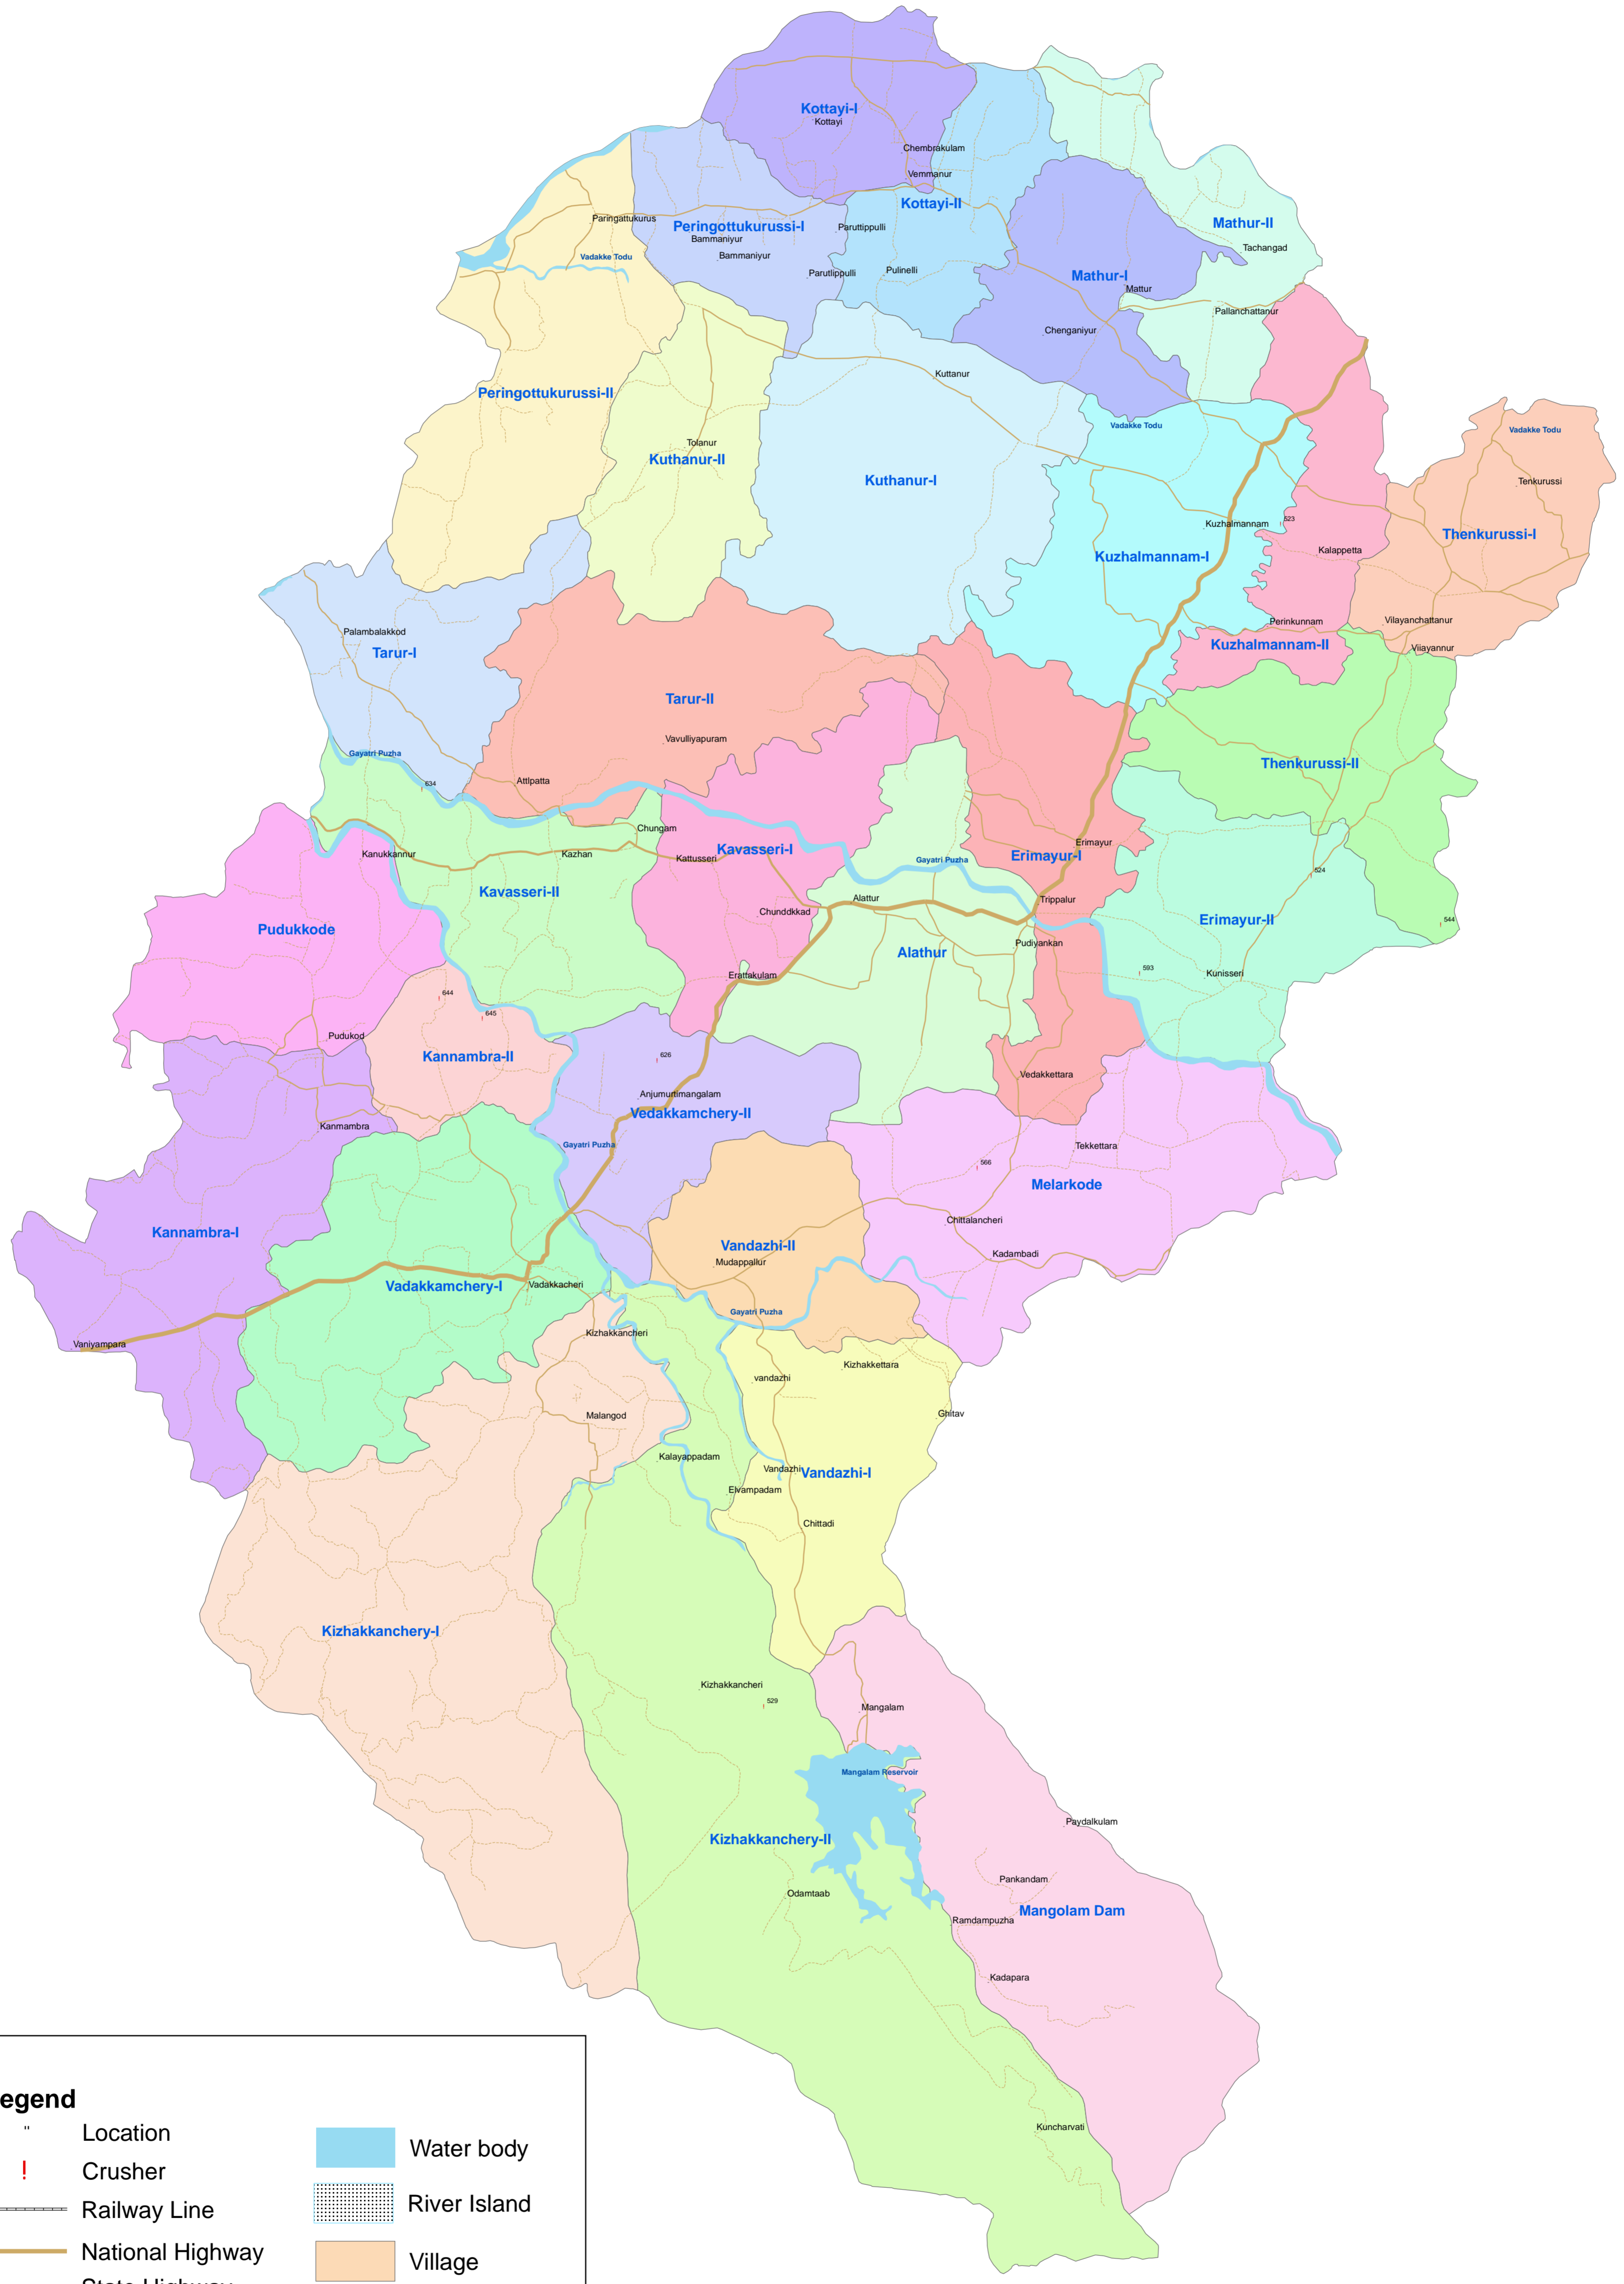 Kottayi-I
Kottayi
Chembrakulam
Vemmanur
Kottayi-II
Paringattukurus
Peringottukurussi-I
Bammaniyur
Bammaniyur
Paruttippulli
Parutlippulli
Pulinelli
Vadakke Todu
Mathur-II
Tachangad
Mathur-I
Mattur
Pallanchattanur
Chenganiyur
Kuttanur
Peringottukurussi-II
Vadakke Todu
Vadakke Todu
Tolanur
Kuthanur-II
Kuthanur-I
Tenkurussi
Kuzhalmannam
523
Thenkurussi-I
Kuzhalmannam-I
Kalappetta
Palambalakkod
Tarur-I
Perinkunnam
Vilayanchattanur
Kuzhalmannam-II
Viiayannur
Tarur-II
Vavulliyapuram
Gayatri Puzha
Thenkurussi-II
634
Attlpatta
Chungam
Kanukkannur
Kazhan
Kattusseri
Kavasseri-I
Gayatri Puzha
Erimayur
Erimayur-I
524
Kavasseri-II
Alattur
Trippalur
Chunddkkad
Erimayur-II
544
Pudukkode
Pudiyankan
Alathur
593
Kunisseri
Erattakulam
644
645
Pudukod
Kannambra-II
626
Vedakkettara
Anjumurtimangalam
Vedakkamchery-II
Kanmambra
Gayatri Puzha
Tekkettara
566
Melarkode
Kannambra-I
Chittalancheri
Vandazhi-II
Mudappallur
Kadambadi
Vadakkamchery-I
Vadakkacheri
Gayatri Puzha
Vaniyampara
Kizhakkancheri
Kizhakkettara
vandazhi
Malangod
Ghitav
Kalayappadam
Vandazhi
Vandazhi-I
Elvampadam
Chittadi
Kizhakkanchery-I
Kizhakkancheri
529
Mangalam
Mangalam Reservoir
Paydalkulam
Kizhakkanchery-II
Pankandam
Odamtaab
Mangolam Dam
Ramdampuzha
Kadapara
Kuncharvati
egend
Location
Crusher
Railway Line
National Highway
State Highway
Water body
River Island
Village